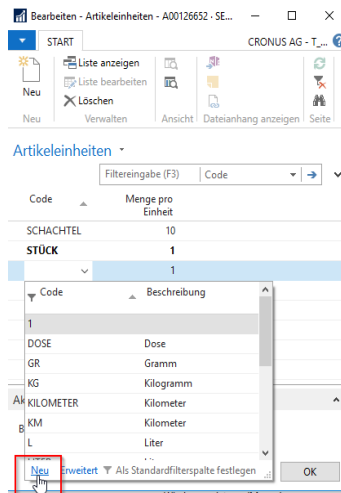 Bearbeiten - Artikeleinheiten - A00126652 · SE...
START
CRONUS AG - T...
Neu
Liste anzeigen
Liste bearbeiten
Löschen
Neu
Verwalten
Ansicht
Dateianhang anzeigen
Seite
Artikeleinheiten
Filtereingabe (F3)
Code
Code
Menge pro Einheit
SCHACHTEL 10
STÜCK 1
1
Code Beschreibung
1
DOSE Dose
GR Gramm
KG Kilogramm
KILOMETER Kilometer
KM Kilometer
L Liter
Neu Erweitert Als Standardfilterspalte festlegen
OK